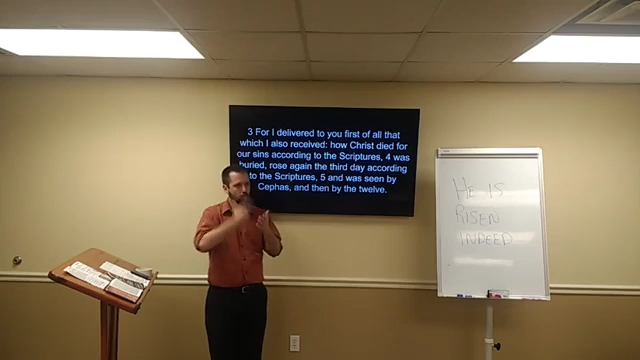 3 For I delivered to you first of all that
which I also received: how Christ died for
our sins according to the Scriptures, 4 was
buried, rose again the third day according
to the Scriptures, 5 and was seen by
Cephas, and then by the twelve.
HE IS
RISEN
INDEED